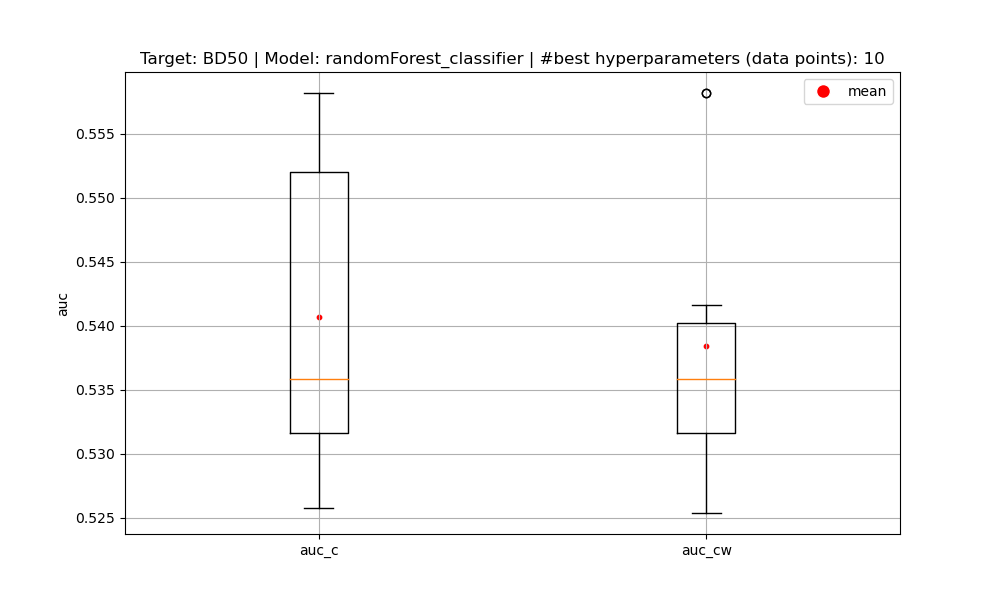 Target: BD50 | Model: randomForest_classifier | #best hyperparameters (data points): 10
mean
0.555
0.550
0.545
0.540
0.535
0.530
0.525
auc
auc_c
auc_cw